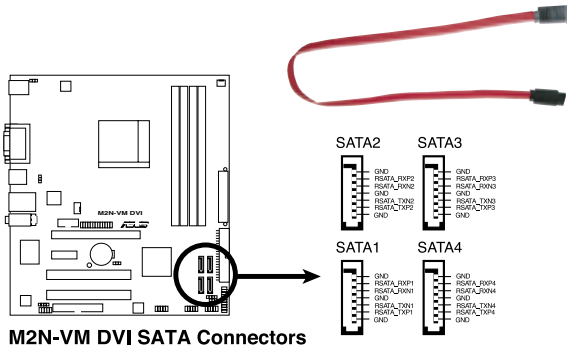 SATA2
GND
RSATA_RXP2
RSATA_RXN2
GND
RSATA_TXN2
RSATA_TXP2
GND
SATA3
GND
RSATA_RXP3
RSATA_RXN3
GND
RSATA_TXN3
RSATA_TXP3
GND
M2N-VM DVI
ASUS
SATA1
GND
RSATA_RXP1
RSATA_RXN1
GND
RSATA_TXN1
RSATA_TXP1
GND
SATA4
GND
RSATA_RXP4
RSATA_RXN4
GND
RSATA_TXN4
RSATA_TXP4
GND
M2N-VM DVI SATA Connectors